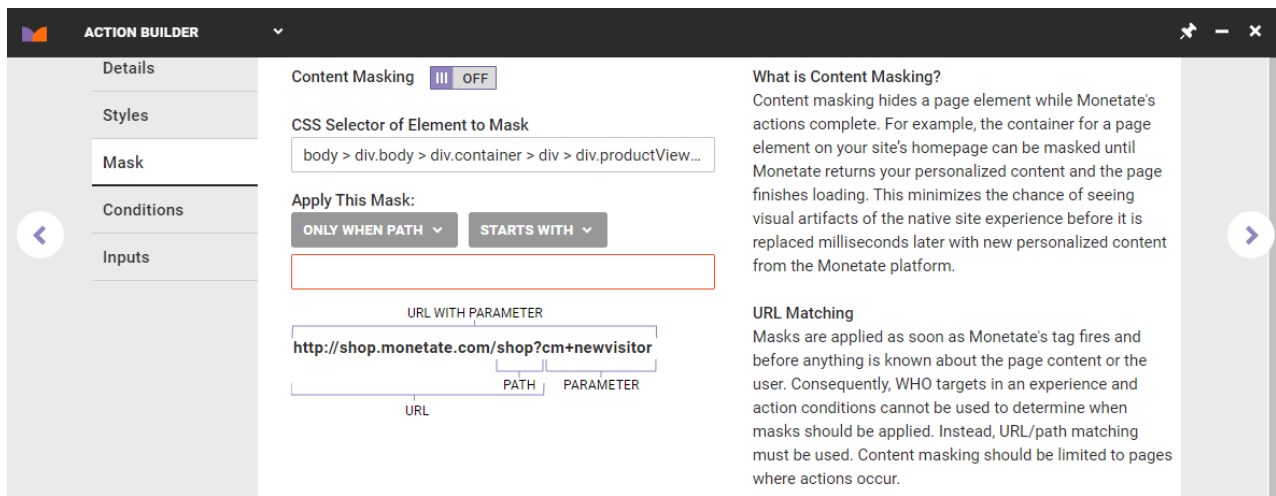 ACTION BUILDER
Details
Styles
Mask
Conditions
Inputs
Content Masking
OFF
CSS Selector of Element to Mask
body > div.body > div.container > div > div.productView...
Apply This Mask:
ONLY WHEN PATH
STARTS WITH
URL WITH PARAMETER
http://shop.monetate.com/shop?cm+newvisitor
PATH
PARAMETER
URL
What is Content Masking?
Content masking hides a page element while Monetate's
actions complete. For example, the container for a page
element on your site's homepage can be masked until
Monetate returns your personalized content and the page
finishes loading. This minimizes the chance of seeing
visual artifacts of the native site experience before it is
replaced milliseconds later with new personalized content
from the Monetate platform.
URL Matching
Masks are applied as soon as Monetate's tag fires and
before anything is known about the page content or the
user. Consequently, WHO targets in an experience and
action conditions cannot be used to determine when
masks should be applied. Instead, URL/path matching
must be used. Content masking should be limited to pages
where actions occur.